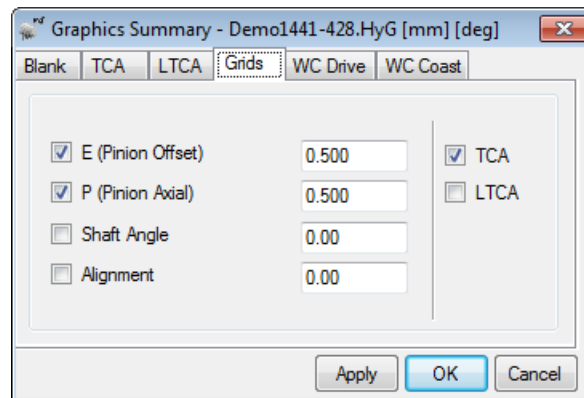 Graphics Summary - Demo1441-428.HyG [mm] [deg]
Blank TCA LTCA Grids WC Drive WC Coast
E (Pinion Offset) 0.500 TCA
P (Pinion Axial) 0.500 LTCA
Shaft Angle 0.00
Alignment 0.00
Apply OK Cancel